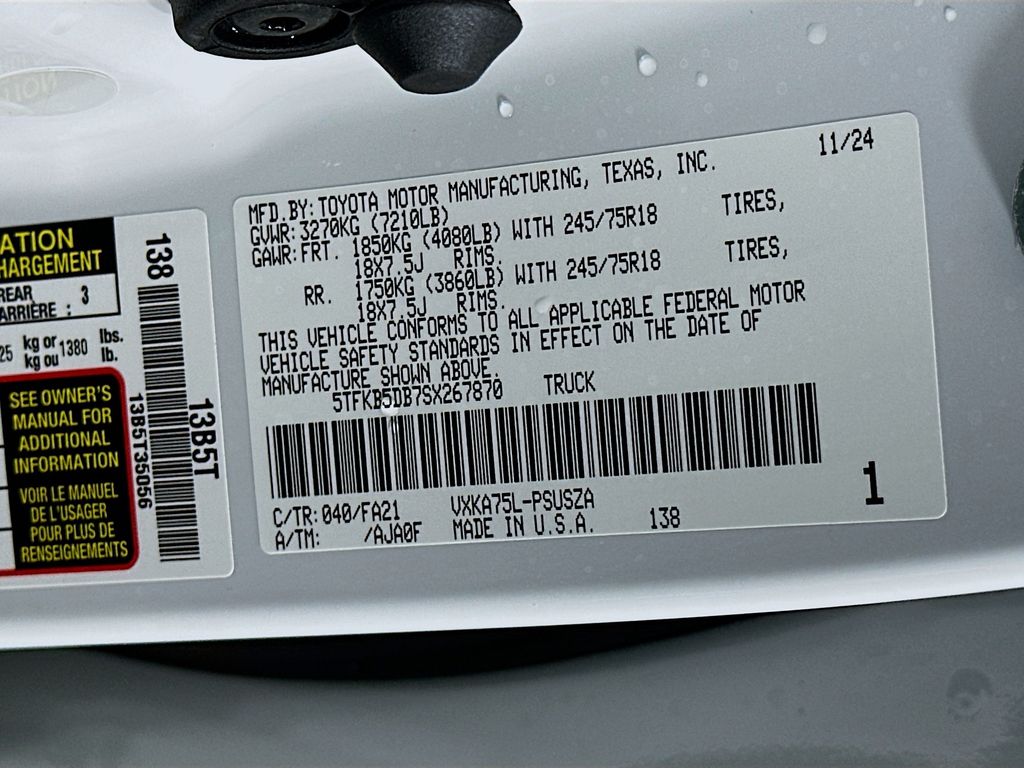 ATION
HARGEMENT
REAR
ARRIÈRE : 3
25 kg or 1380 lbs.
kg ou lb.
SEE OWNER'S
MANUAL FOR
ADDITIONAL
INFORMATION
VOIR LE MANUEL
DE L'USAGER
POUR PLUS DE
RENSEIGNEMENTS
138
13B5T35056
13B5T
11/24
MFD.BY:TOYOTA MOTOR MANUFACTURING, TEXAS, INC.
GVWR:3270KG (7210LB)
GAWR:FRT. 1850KG (4080LB) WITH 245/75R18 TIRES,
18X7.5J RIMS.
RR. 1750KG (3860LB) WITH 245/75R18 TIRES,
18X7.5J RIMS.
THIS VEHICLE CONFORMS TO ALL APPLICABLE FEDERAL MOTOR
VEHICLE SAFETY STANDARDS IN EFFECT ON THE DATE OF
MANUFACTURE SHOWN ABOVE.
5TFKB5DB7SX267870 TRUCK
C/TR:040/FA21 VXKA75L-PSUSZA
A/TM: /AJA0F MADE IN U.S.A. 138
1